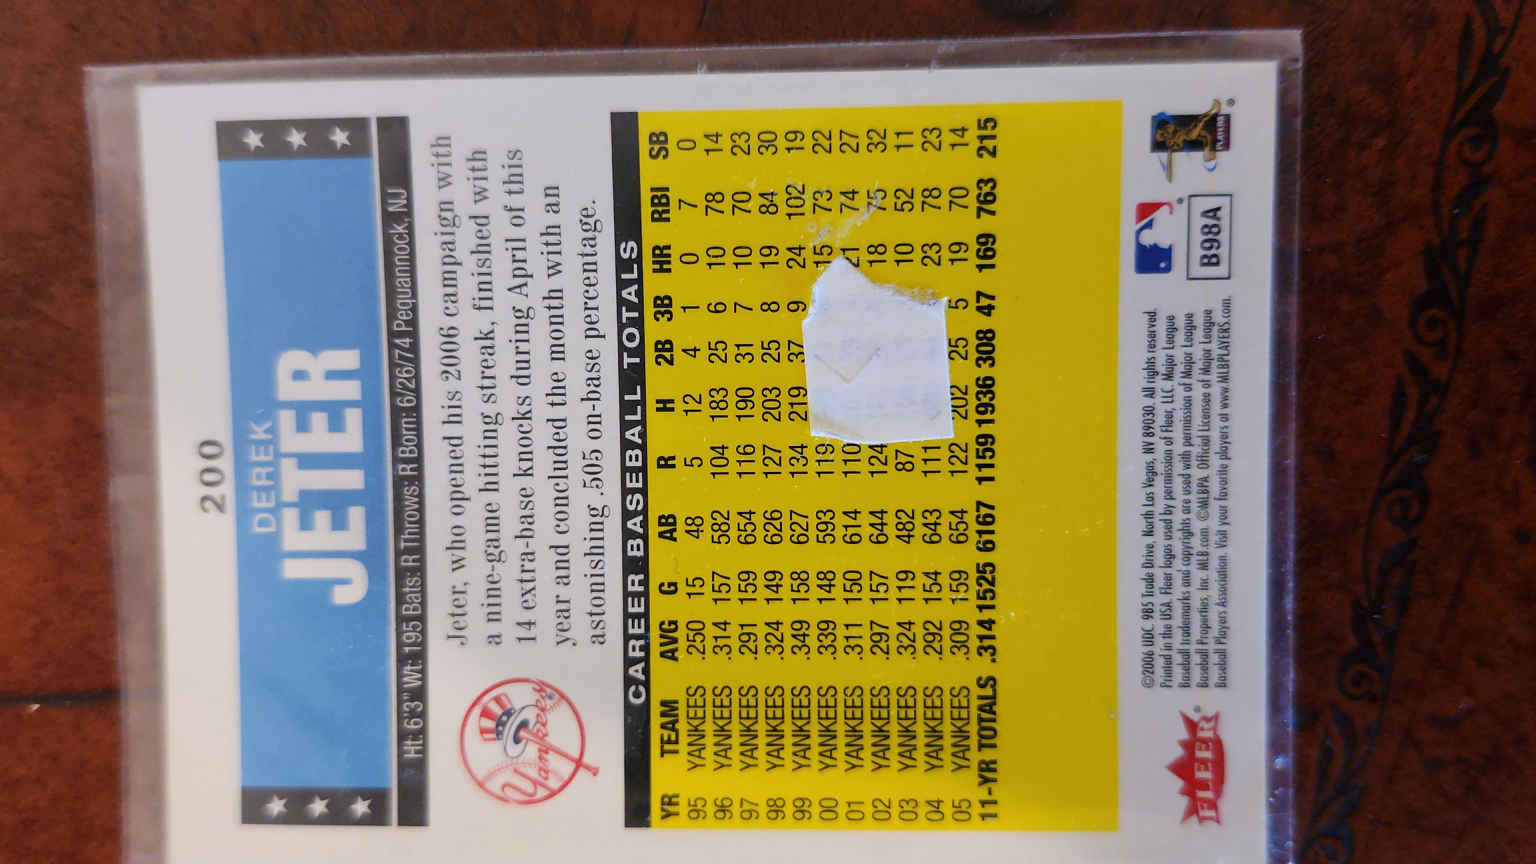 200
DEREK
JETER
Ht: 6'3" Wt: 195 Bats: R Throws: R Born: 6/26/74 Pequannock, NJ
Yankees
Jeter, who opened his 2006 campaign with
a nine-game hitting streak, finished with
14 extra-base knocks during April of this
year and concluded the month with an
astonishing .505 on-base percentage.
CAREER BASEBALL TOTALS
YR TEAM AVG G AB R H 2B 3B HR RBI SB
95 YANKEES .250 15 48 5 12 4 1 0 7 0
96 YANKEES .314 157 582 104 183 25 6 10 78 14
97 YANKEES .291 159 654 116 190 31 7 10 70 23
98 YANKEES .324 149 626 127 203 25 8 19 84 30
99 YANKEES .349 158 627 134 219 37 9 24 102 19
00 YANKEES .339 148 593 119 15 73 22
01 YANKEES .311 150 614 110 21 74 27
02 YANKEES .297 157 644 124 18 75 32
03 YANKEES .324 119 482 87 10 52 11
04 YANKEES .292 154 643 111 23 78 23
05 YANKEES .309 159 654 122 202 25 5 19 70 14
11-YR TOTALS .314 1525 6167 1159 1936 308 47 169 763 215
FLEER®
©2006 UDC. 985 Trade Drive, North Las Vegas, NV 89030. All rights reserved.
Printed in the USA. Fleer logos used by permission of Fleer, LLC. Major League
Baseball trademarks and copyrights are used with permission of Major League
Baseball Properties, Inc. MLB.com. ©MLBPA. Official Licensee of Major League
Baseball Players Association. Visit your favorite players at www.MLBPLAYERS.com.
B98A
PLAYERS